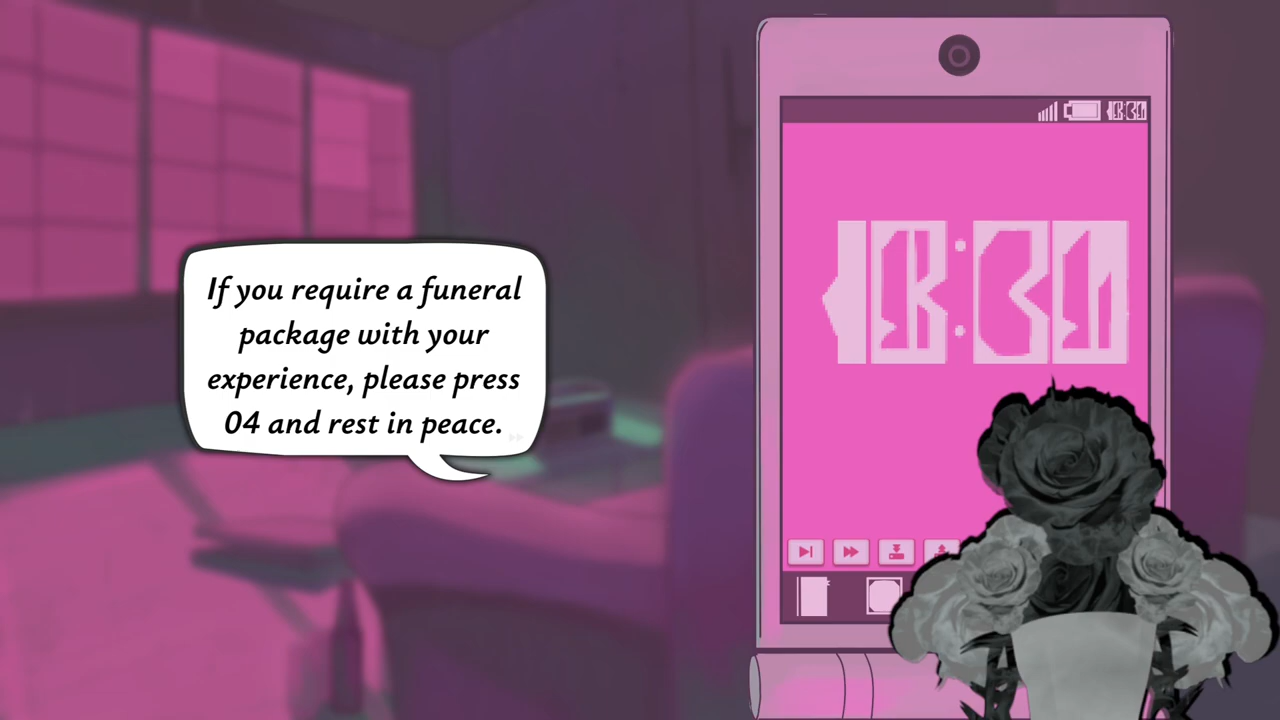 If you require a funeral
package with your
experience, please press
04 and rest in peace.